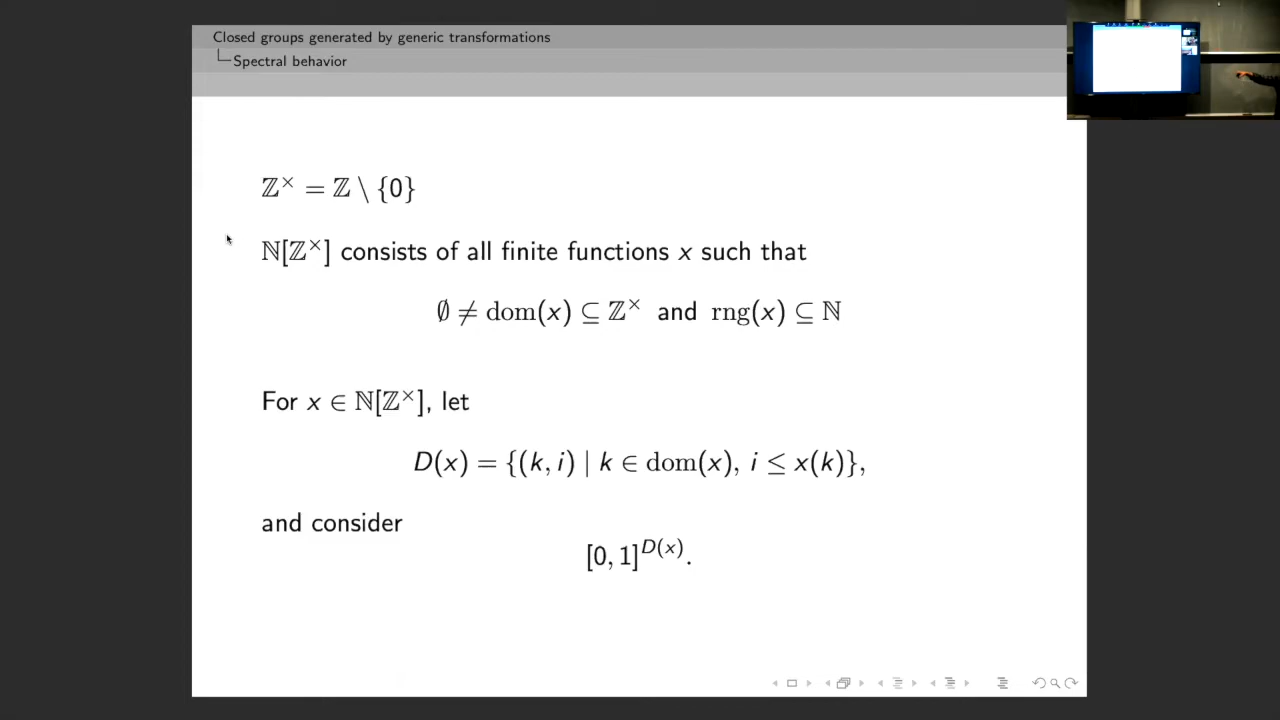 Closed groups generated by generic transformations
Spectral behavior
ℤ^× = ℤ \ {0}
ℕ[ℤ^×] consists of all finite functions x such that
∅ ≠ dom(x) ⊆ ℤ^× and rng(x) ⊆ ℕ
For x ∈ ℕ[ℤ^×], let
D(x) = {(k, i) | k ∈ dom(x), i ≤ x(k)},
and consider
[0, 1]^{D(x)}.